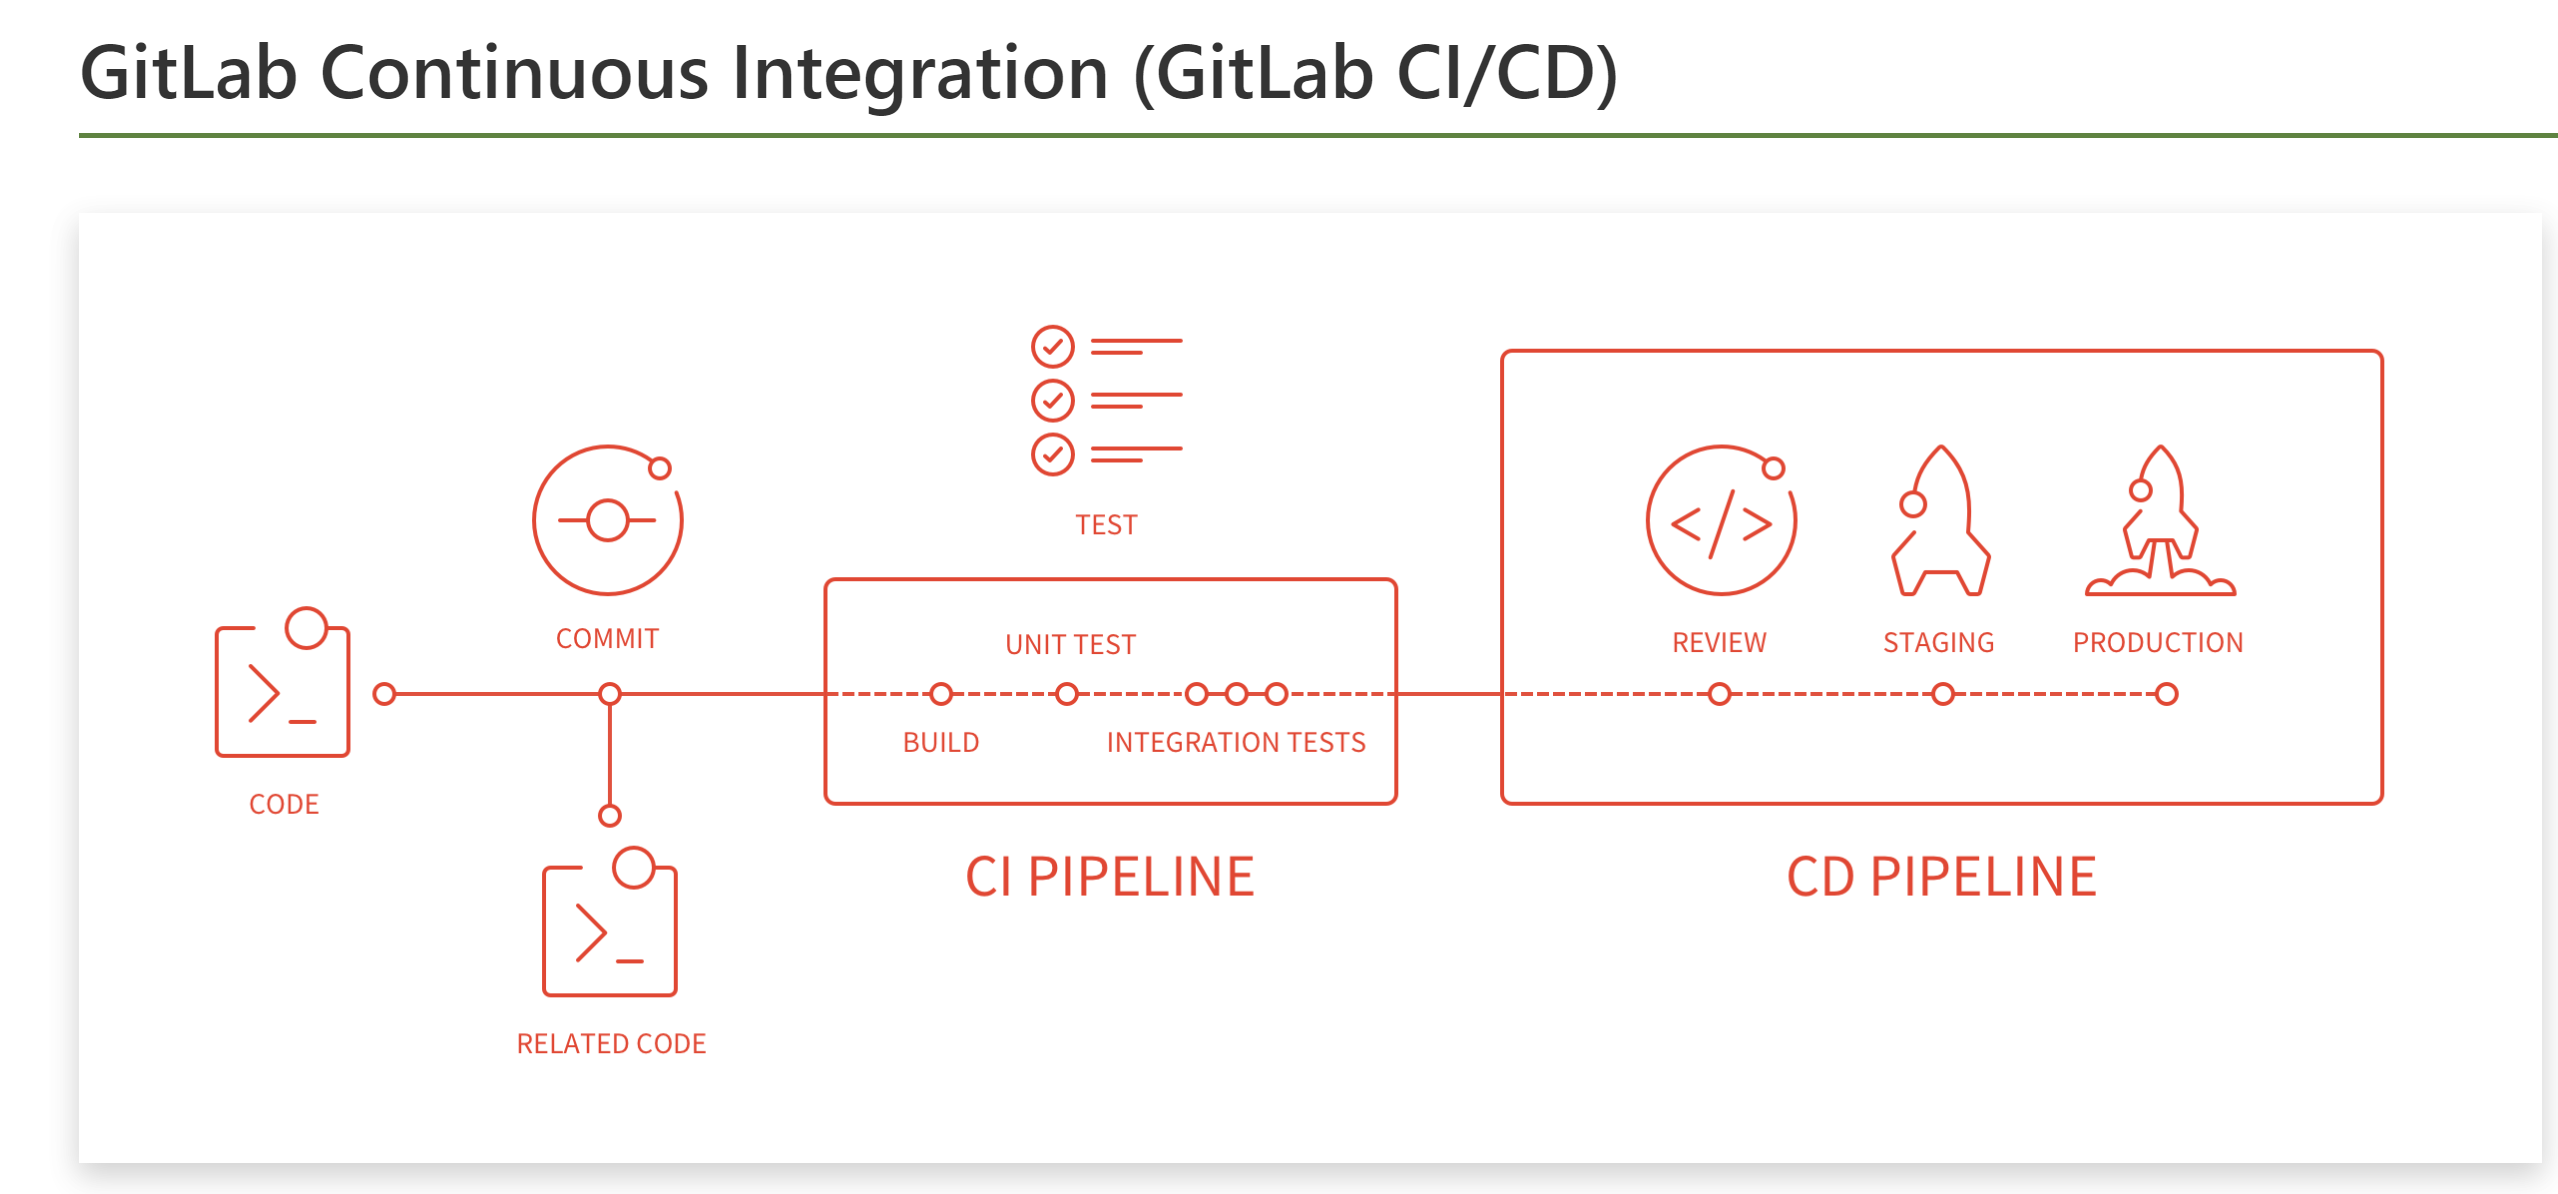 GitLab Continuous Integration (GitLab CI/CD)
TEST
COMMIT
UNIT TEST
REVIEW
STAGING
PRODUCTION
BUILD
INTEGRATION TESTS
CODE
CI PIPELINE
CD PIPELINE
RELATED CODE